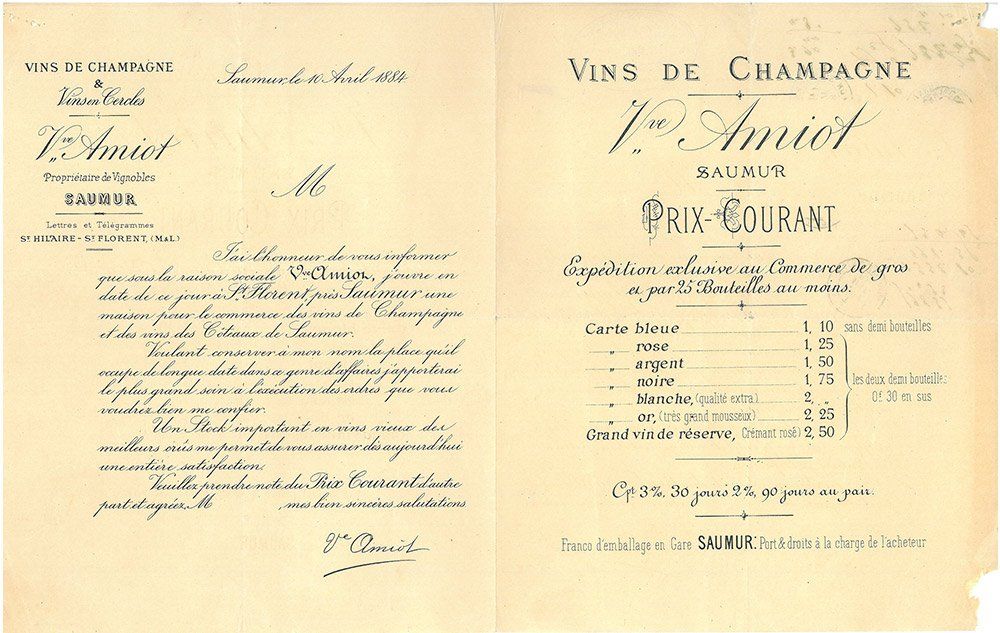 VINS DE CHAMPAGNE
&
Vins en Cercles
Vve Amiot
Propriétaire de Vignobles
SAUMUR
Lettres et Télégrammes
St HILAIRE - St FLORENT, (M&L)
Saumur, le 10 Avril 1884
M
J'ai l'honneur de vous informer
que sous la raison sociale Vve Amiot, j'ouvre en
date de ce jour à St Florent, près Saumur une
maison pour le commerce des vins de Champagne
et des vins des Côteaux de Saumur.
Voulant conserver à mon nom la place qu'il
occupe de longue date dans ce genre d'affaires j'apporterai
le plus grand soin à l'exécution des ordres que vous
voudrez bien me confier.
Un Stock important en vins vieux des
meilleurs crûs me permet de vous assurer dès aujourd'hui
une entière satisfaction.
Veuillez prendre note du Prix Courant d'autre
part et agréez, M mes bien sincères salutations
Ve Amiot
VINS DE CHAMPAGNE
Vve Amiot
SAUMUR
PRIX-COURANT
Expédition exlusive au Commerce de gros
et par 25 Bouteilles au moins.
Carte bleue 1, 10 sans demi bouteilles
„ rose 1, 25
„ argent 1, 50
„ noire 1, 75
„ blanche, (qualité extra) 2, „
„ or, (très grand mousseux) 2, 25
Grand vin de réserve, Crémant rosé) 2, 50
les deux demi bouteilles
0f. 30 en sus
Cpt 3%, 30 jours 2%, 90 jours au pair.
Franco d'emballage en Gare SAUMUR: Port & droits à la charge de l'acheteur